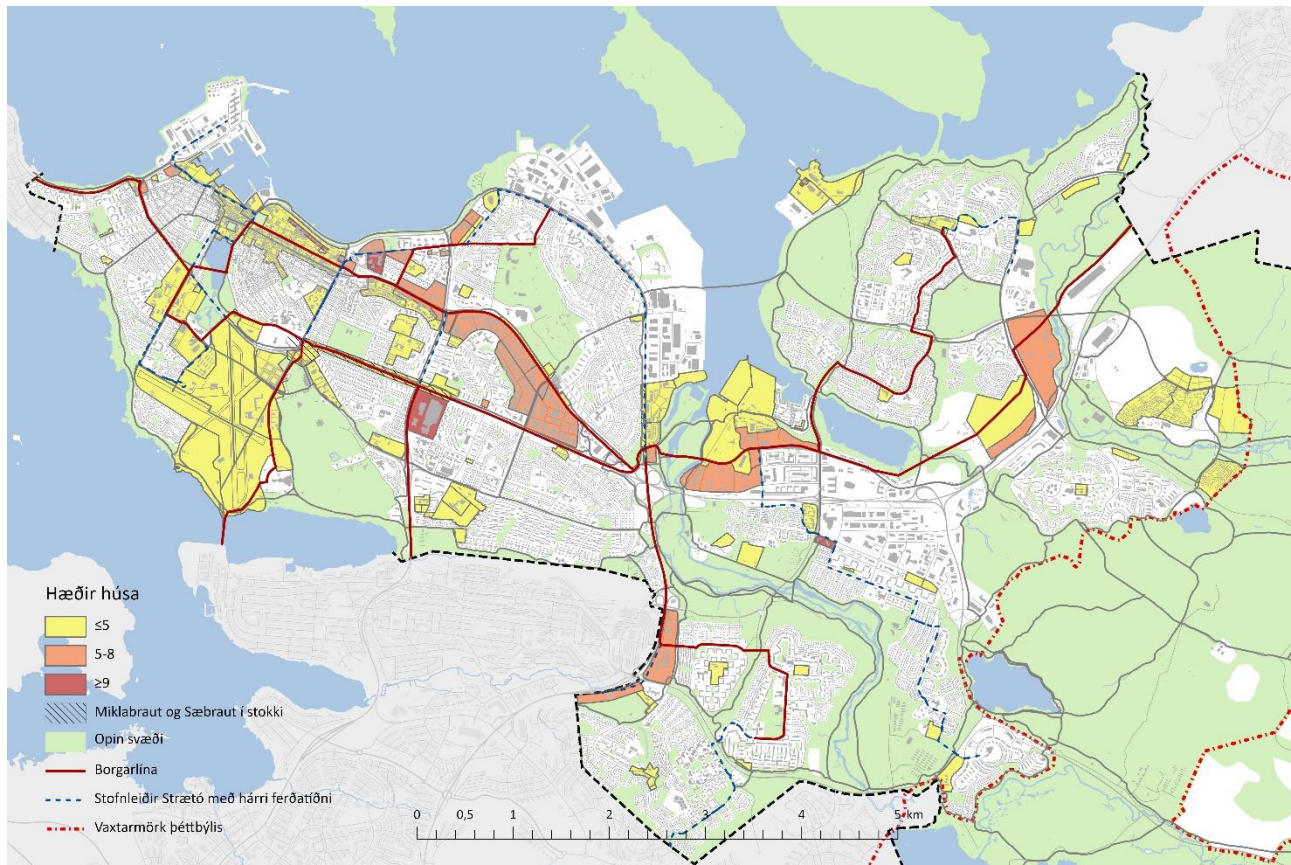 Hæðir húsa
≤5
5-8
≥9
Miklabraut og Sæbraut í stokki
Opin svæði
Borgarlína
Stofnleiðir Strætó með hárri ferðatíðni
Vaxtarmörk þéttbýlis
0 0,5 1 2 3 4 5 km